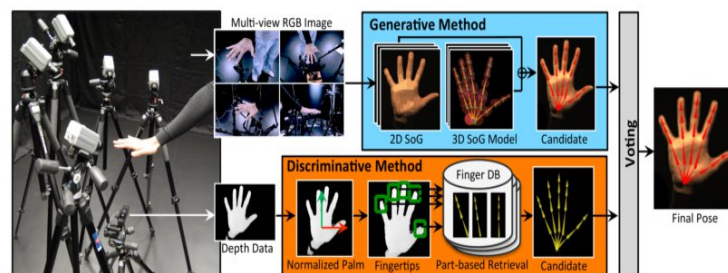 Multi-view RGB Image
Generative Method
2D SoG
3D SoG Model
Candidate
Voting
Final Pose
Discriminative Method
Finger DB
Depth Data
Normalized Palm
Fingertips
Part-based Retrieval
Candidate